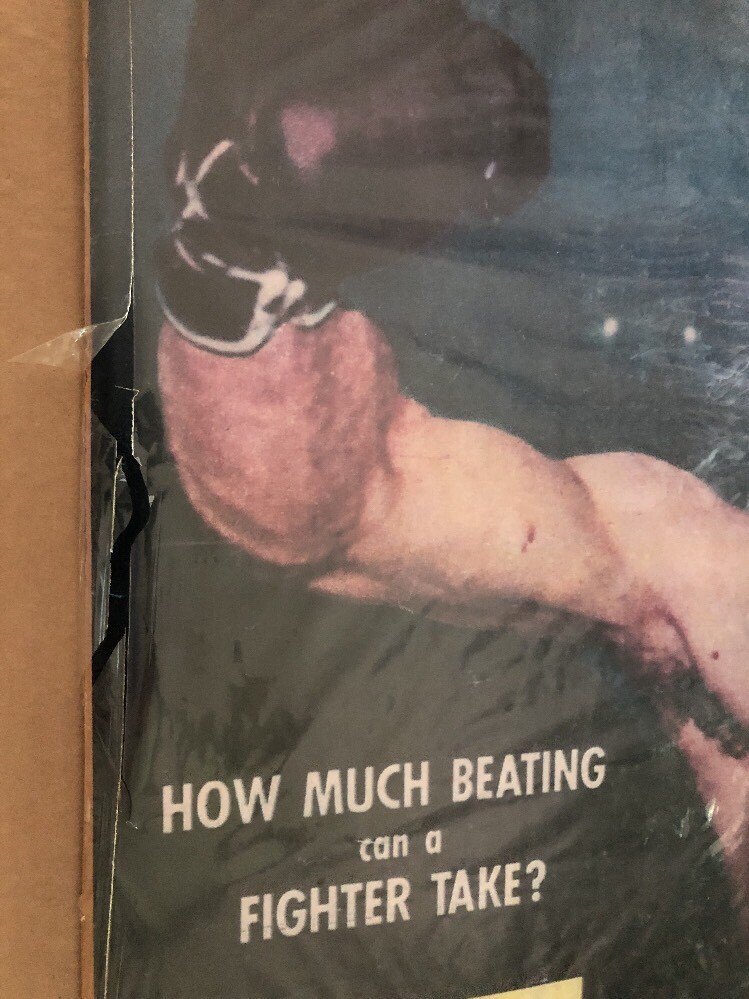 HOW MUCH BEATING
can a
FIGHTER TAKE?